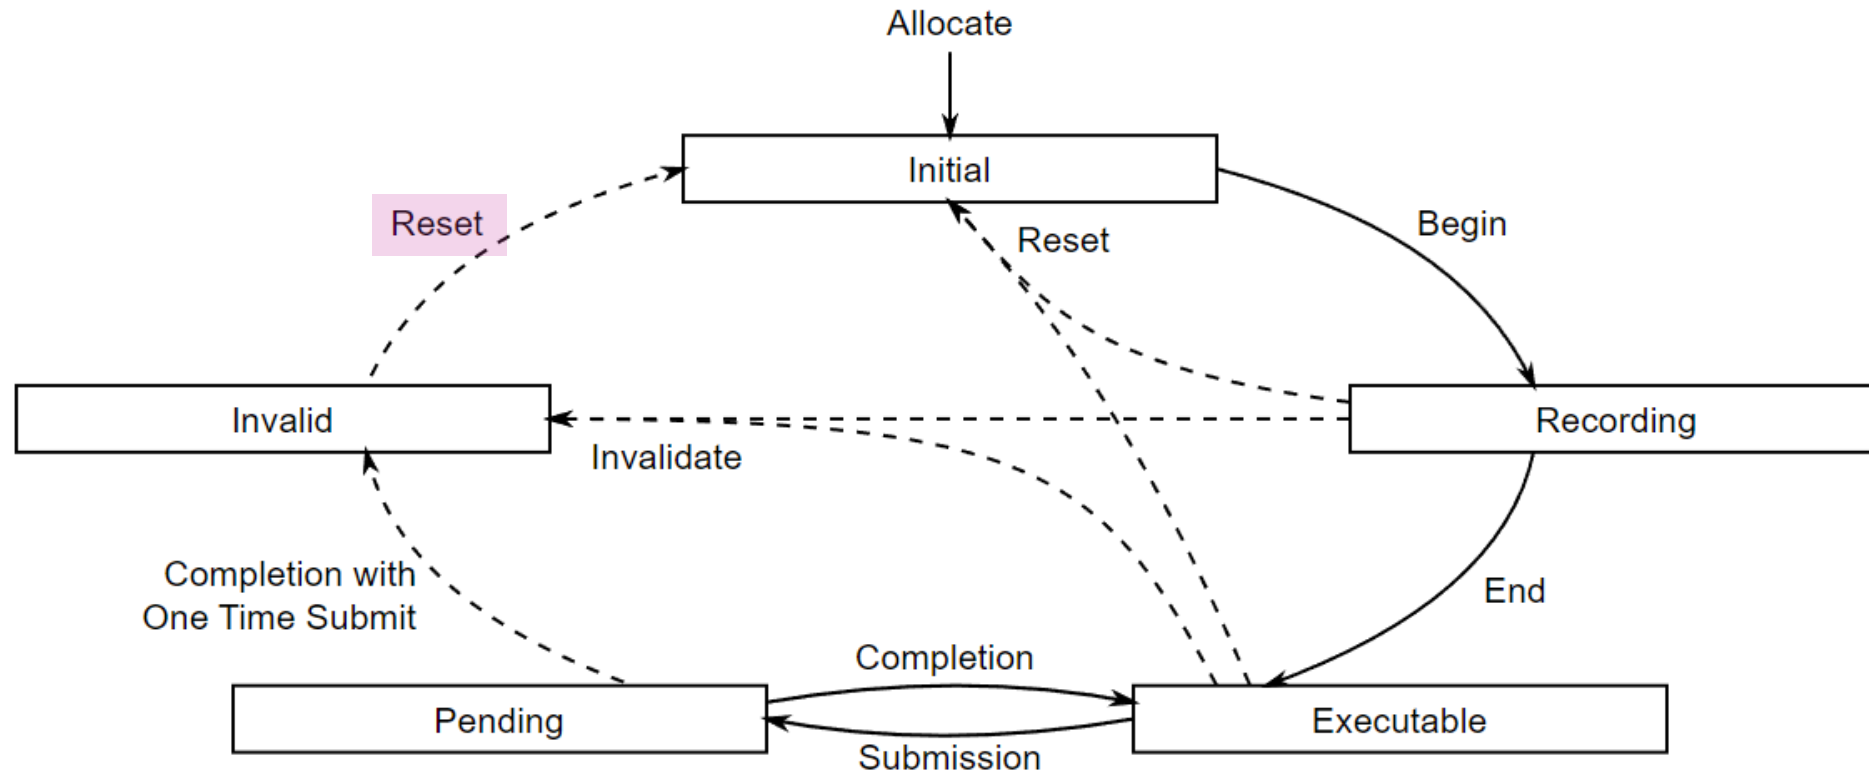 Allocate
Initial
Reset
Begin
Reset
Invalid
Recording
Invalidate
Completion with
One Time Submit
End
Completion
Pending
Executable
Submission